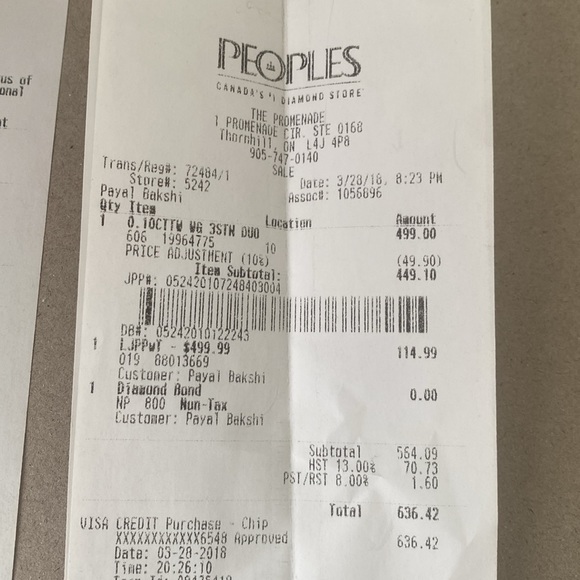 us of
onal
PEOPLES
CANADA'S #1 DIAMOND STORE
THE PROMENADE
1 PROMENADE CIR. STE 0168
Thornhill, ON L4J 4P8
905-747-0140
SALE
Trans/Reg#: 72484/1
Store#: 5242
Date: 3/28/18, 8:23 PM
Payal Bakshi
Assoc#: 1056896
Qty Item Location Amount
1 0.10CTTW WG 3STN DUO 499.00
606 19964775 10
PRICE ADJUSTMENT (10%) (49.90)
Item Subtotal: 449.10
JPP#: 052420107248403004
DB#: 05242010122243
1 LJPPWT - $499.99 114.99
019 88013669
Customer: Payal Bakshi
1 Diamond Bond 0.00
NP 800 Nun-Tax
Customer: Payal Bakshi
Subtotal 564.09
HST 13.00% 70.73
PST/RST 8.00% 1.60
Total 636.42
VISA CREDIT Purchase - Chip
XXXXXXXXXXXX6548 Approved 636.42
Date: 03-28-2018
Time: 20:26:10